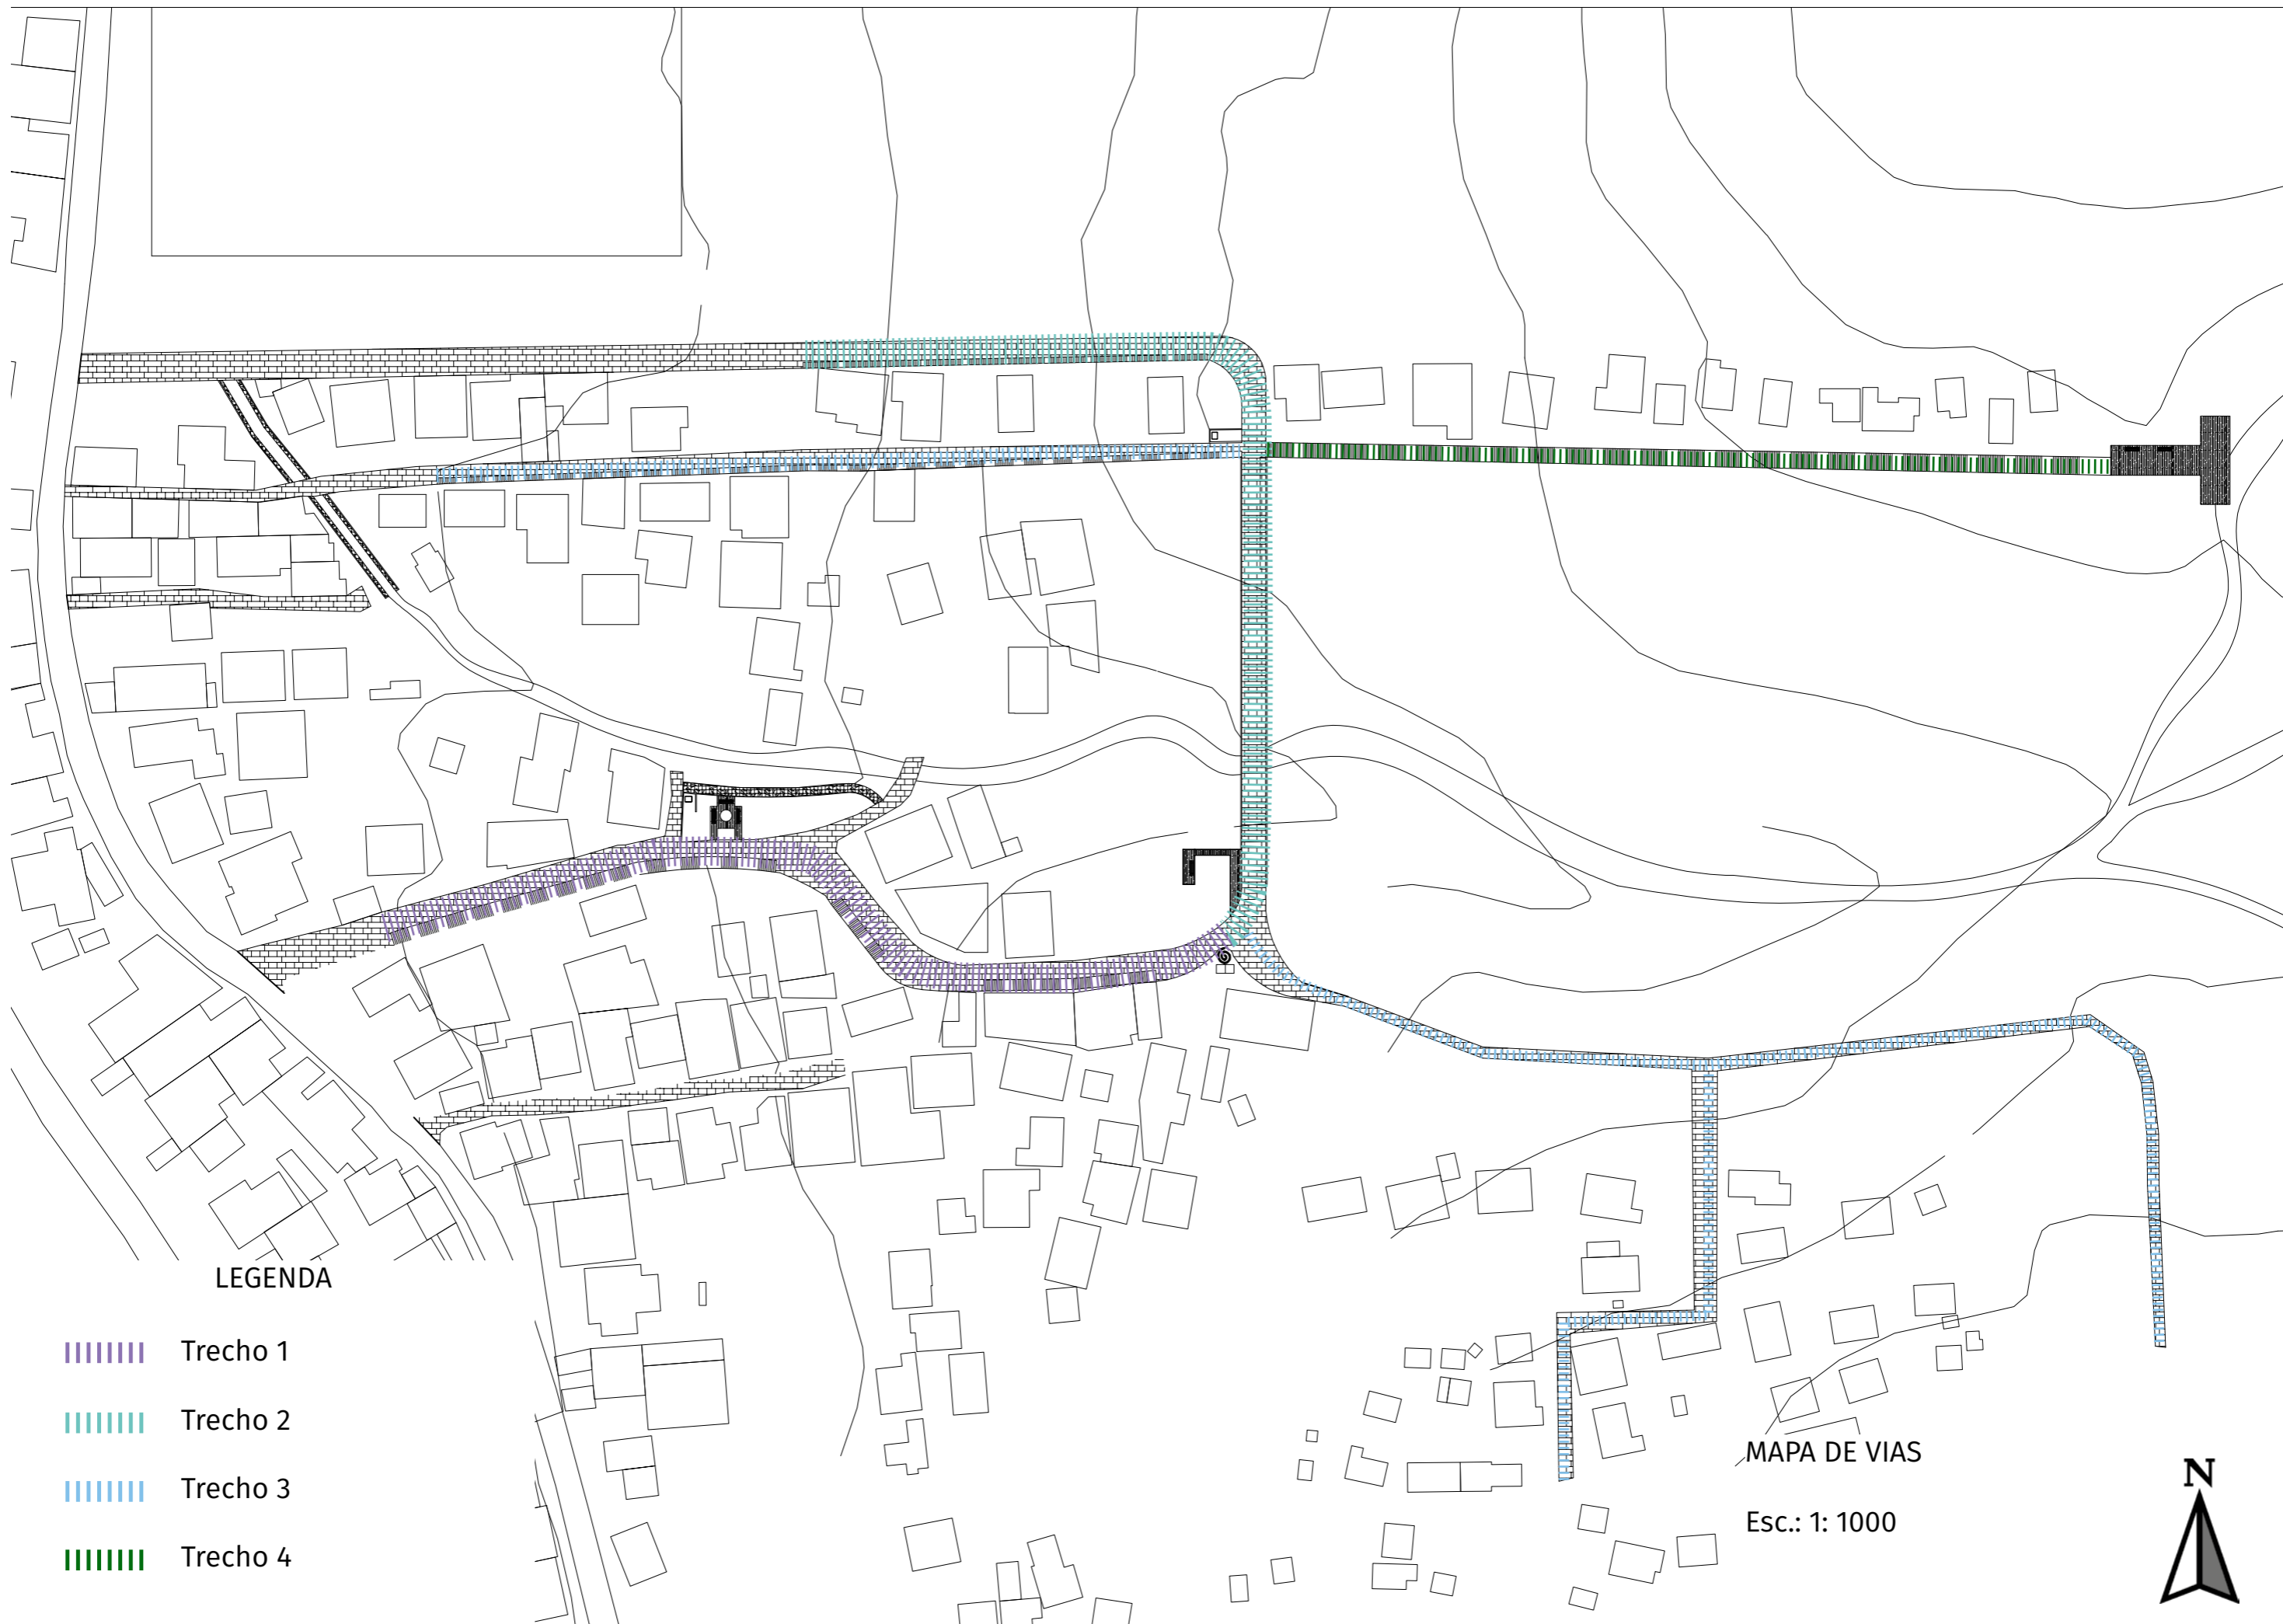 LEGENDA
Trecho 1
Trecho 2
Trecho 3
Trecho 4
MAPA DE VIAS
Esc.: 1: 1000
N